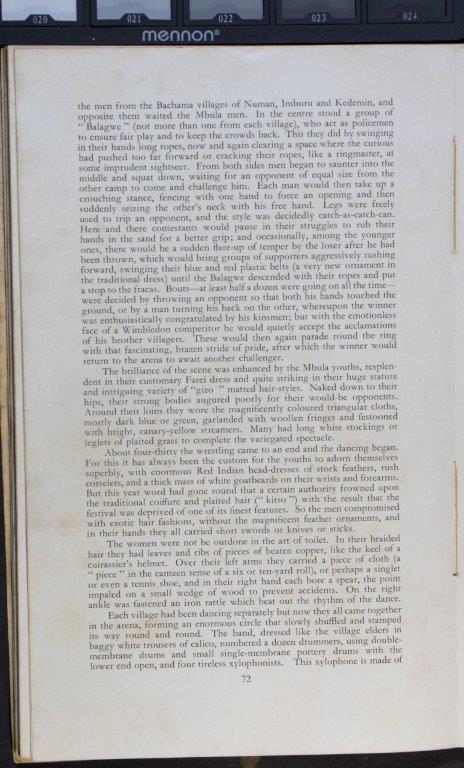 020 021 022 023 024
mennon®
the men from the Bachama villages of Numan, Imburu and Kedemin, and
opposite them waited the Mbula men. In the centre stood a group of
“ Balagwe ” (not more than one from each village), who act as policemen
to ensure fair play and to keep the crowds back. This they did by swinging
in their hands long ropes, now and again clearing a space where the curious
had pushed too far forward or cracking their ropes, like a ringmaster, at
some imprudent sightseer. From both sides men began to saunter into the
middle and squat down, waiting for an opponent of equal size from the
other camp to come and challenge him. Each man would then take up a
crouching stance, fencing with one hand to force an opening and then
suddenly seizing the other's neck with his free hand. Legs were freely
used to trip an opponent, and the style was decidedly catch-as-catch-can.
Here and there contestants would pause in their struggles to rub their
hands in the sand for a better grip; and occasionally, among the younger
ones, there would be a sudden flare-up of temper by the loser after he had
been thrown, which would bring groups of supporters aggressively rushing
forward, swinging their blue and red plastic belts (a very new ornament in
the traditional dress) until the Balagwe descended with their ropes and put
a stop to the fracas. Bouts—at least half a dozen were going on all the time—
were decided by throwing an opponent so that both his hands touched the
ground, or by a man turning his back on the other, whereupon the winner
was enthusiastically congratulated by his kinsmen; but with the emotionless
face of a Wimbledon competitor he would quietly accept the acclamations
of his brother villagers. These would then again parade round the ring
with that fascinating, brazen stride of pride, after which the winner would
return to the arena to await another challenger.
The brilliance of the scene was enhanced by the Mbula youths, resplen-
dent in their customary Farei dress and quite striking in their huge stature
and intriguing variety of “gizo ” matted hair-styles. Naked down to their
hips, their strong bodies augured poorly for their would-be opponents.
Around their loins they wore the magnificently coloured triangular cloths,
mostly dark blue or green, garlanded with woollen fringes and festooned
with bright, canary-yellow streamers. Many had long white stockings or
leglets of plaited grass to complete the variegated spectacle.
About four-thirty the wrestling came to an end and the dancing began.
For this it has always been the custom for the youths to adorn themselves
superbly, with enormous Red Indian head-dresses of stork feathers, rush
corselets, and a thick mass of white goatbeards on their wrists and forearms.
But this year word had gone round that a certain authority frowned upon
the traditional coiffure and plaited hair (“ kitso ”) with the result that the
festival was deprived of one of its finest features. So the men compromised
with exotic hair fashions, without the magnificent feather ornaments, and
in their hands they all carried short swords or knives or sticks.
The women were not be outdone in the art of toilet. In their braided
hair they had leaves and ribs of pieces of beaten copper, like the keel of a
cuirassier's helmet. Over their left arms they carried a piece of cloth (a
“ piece ” in the canteen sense of a six or ten-yard roll), or perhaps a singlet
or even a tennis shoe, and in their right hand each bore a spear, the point
impaled on a small wedge of wood to prevent accidents. On the right
ankle was fastened an iron rattle which beat out the rhythm of the dance.
Each village had been dancing separately but now they all came together
in the arena, forming an enormous circle that slowly shuffled and stamped
its way round and round. The band, dressed like the village elders in
baggy white trousers of calico, numbered a dozen drummers, using double-
membrane drums and small single-membrane pottery drums with the
lower end open, and four tireless xylophonists. This xylophone is made of
72